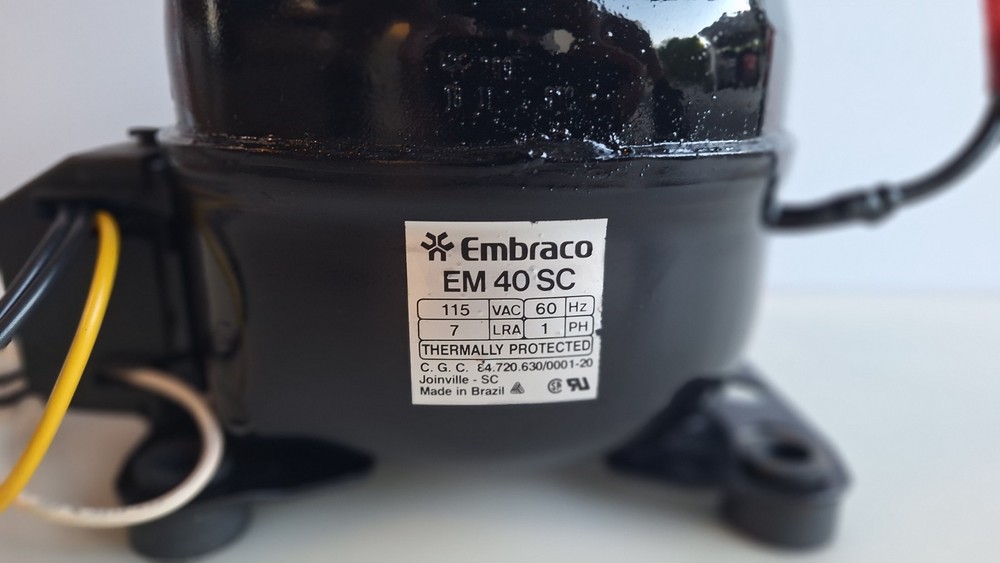 Embraco
EM 40 SC
115 VAC 60 Hz
7 LRA 1 PH
THERMALLY PROTECTED
C. G. C. 84.720.630/0001-20
Joinville - SC
Made in Brazil